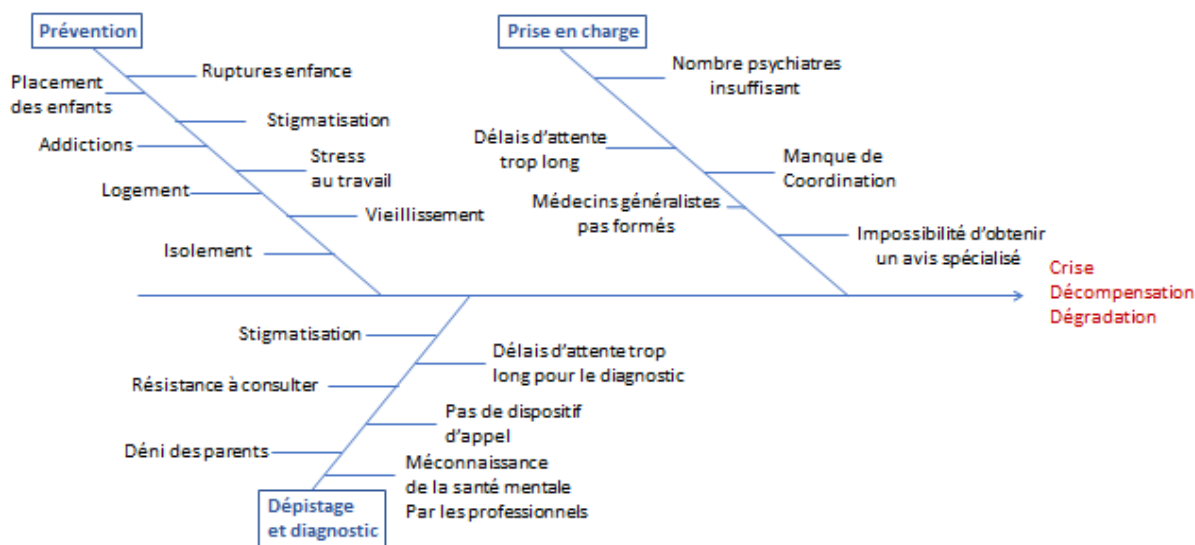 Prévention
Ruptures enfance
Placement
des enfants
Stigmatisation
Addictions
Stress
au travail
Logement
Vieillissement
Isolement
Prise en charge
Nombre psychiatres
insuffisant
Délais d'attente
trop long
Manque de
Coordination
Médecins généralistes
pas formés
Impossibilité d'obtenir
un avis spécialisé
Crise
Décompensation
Dégradation
Stigmatisation
Délais d'attente trop
long pour le diagnostic
Résistance à consulter
Pas de dispositif
d'appel
Déni des parents
Méconnaissance
de la santé mentale
Par les professionnels
Dépistage
et diagnostic